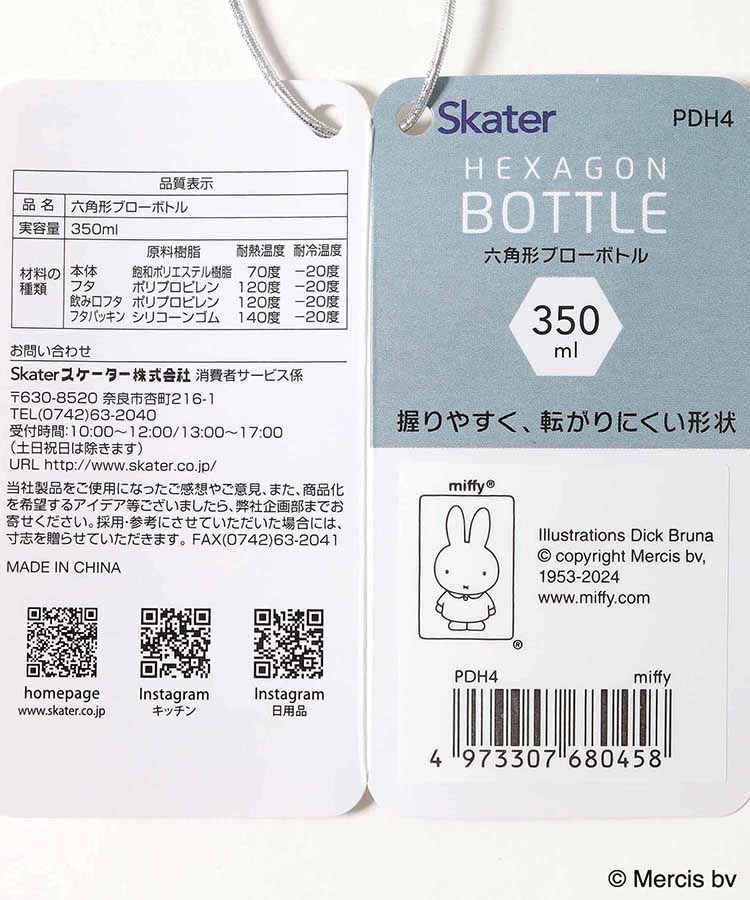 品質表示
品名 六角形ブローボトル
実容量 350ml
材料の種類 原料樹脂 耐熱温度 耐冷温度
本体 飽和ポリエステル樹脂 70度 −20度
フタ ポリプロピレン 120度 −20度
飲み口フタ ポリプロピレン 120度 −20度
フタパッキン シリコーンゴム 140度 −20度
お問い合わせ
Skaterスケーター株式会社 消費者サービス係
〒630-8520 奈良市杏町216-1
TEL(0742)63-2040
受付時間:10:00〜12:00/13:00〜17:00
(土日祝日は除きます)
URL http://www.skater.co.jp/
当社製品をご使用になったご感想やご意見、また、商品化
を希望するアイデア等ございましたら、弊社企画部までお
寄せください。採用・参考にさせていただいた場合には、
寸志を贈らせていただきます。 FAX(0742)63-2041
MADE IN CHINA
homepage
www.skater.co.jp
Instagram
キッチン
Instagram
日用品
Skater PDH4
HEXAGON
BOTTLE
六角形ブローボトル
350
ml
握りやすく、転がりにくい形状
miffy®
®
Illustrations Dick Bruna
© copyright Mercis bv,
1953-2024
www.miffy.com
PDH4 miffy
4 973307 680458
© Mercis bv